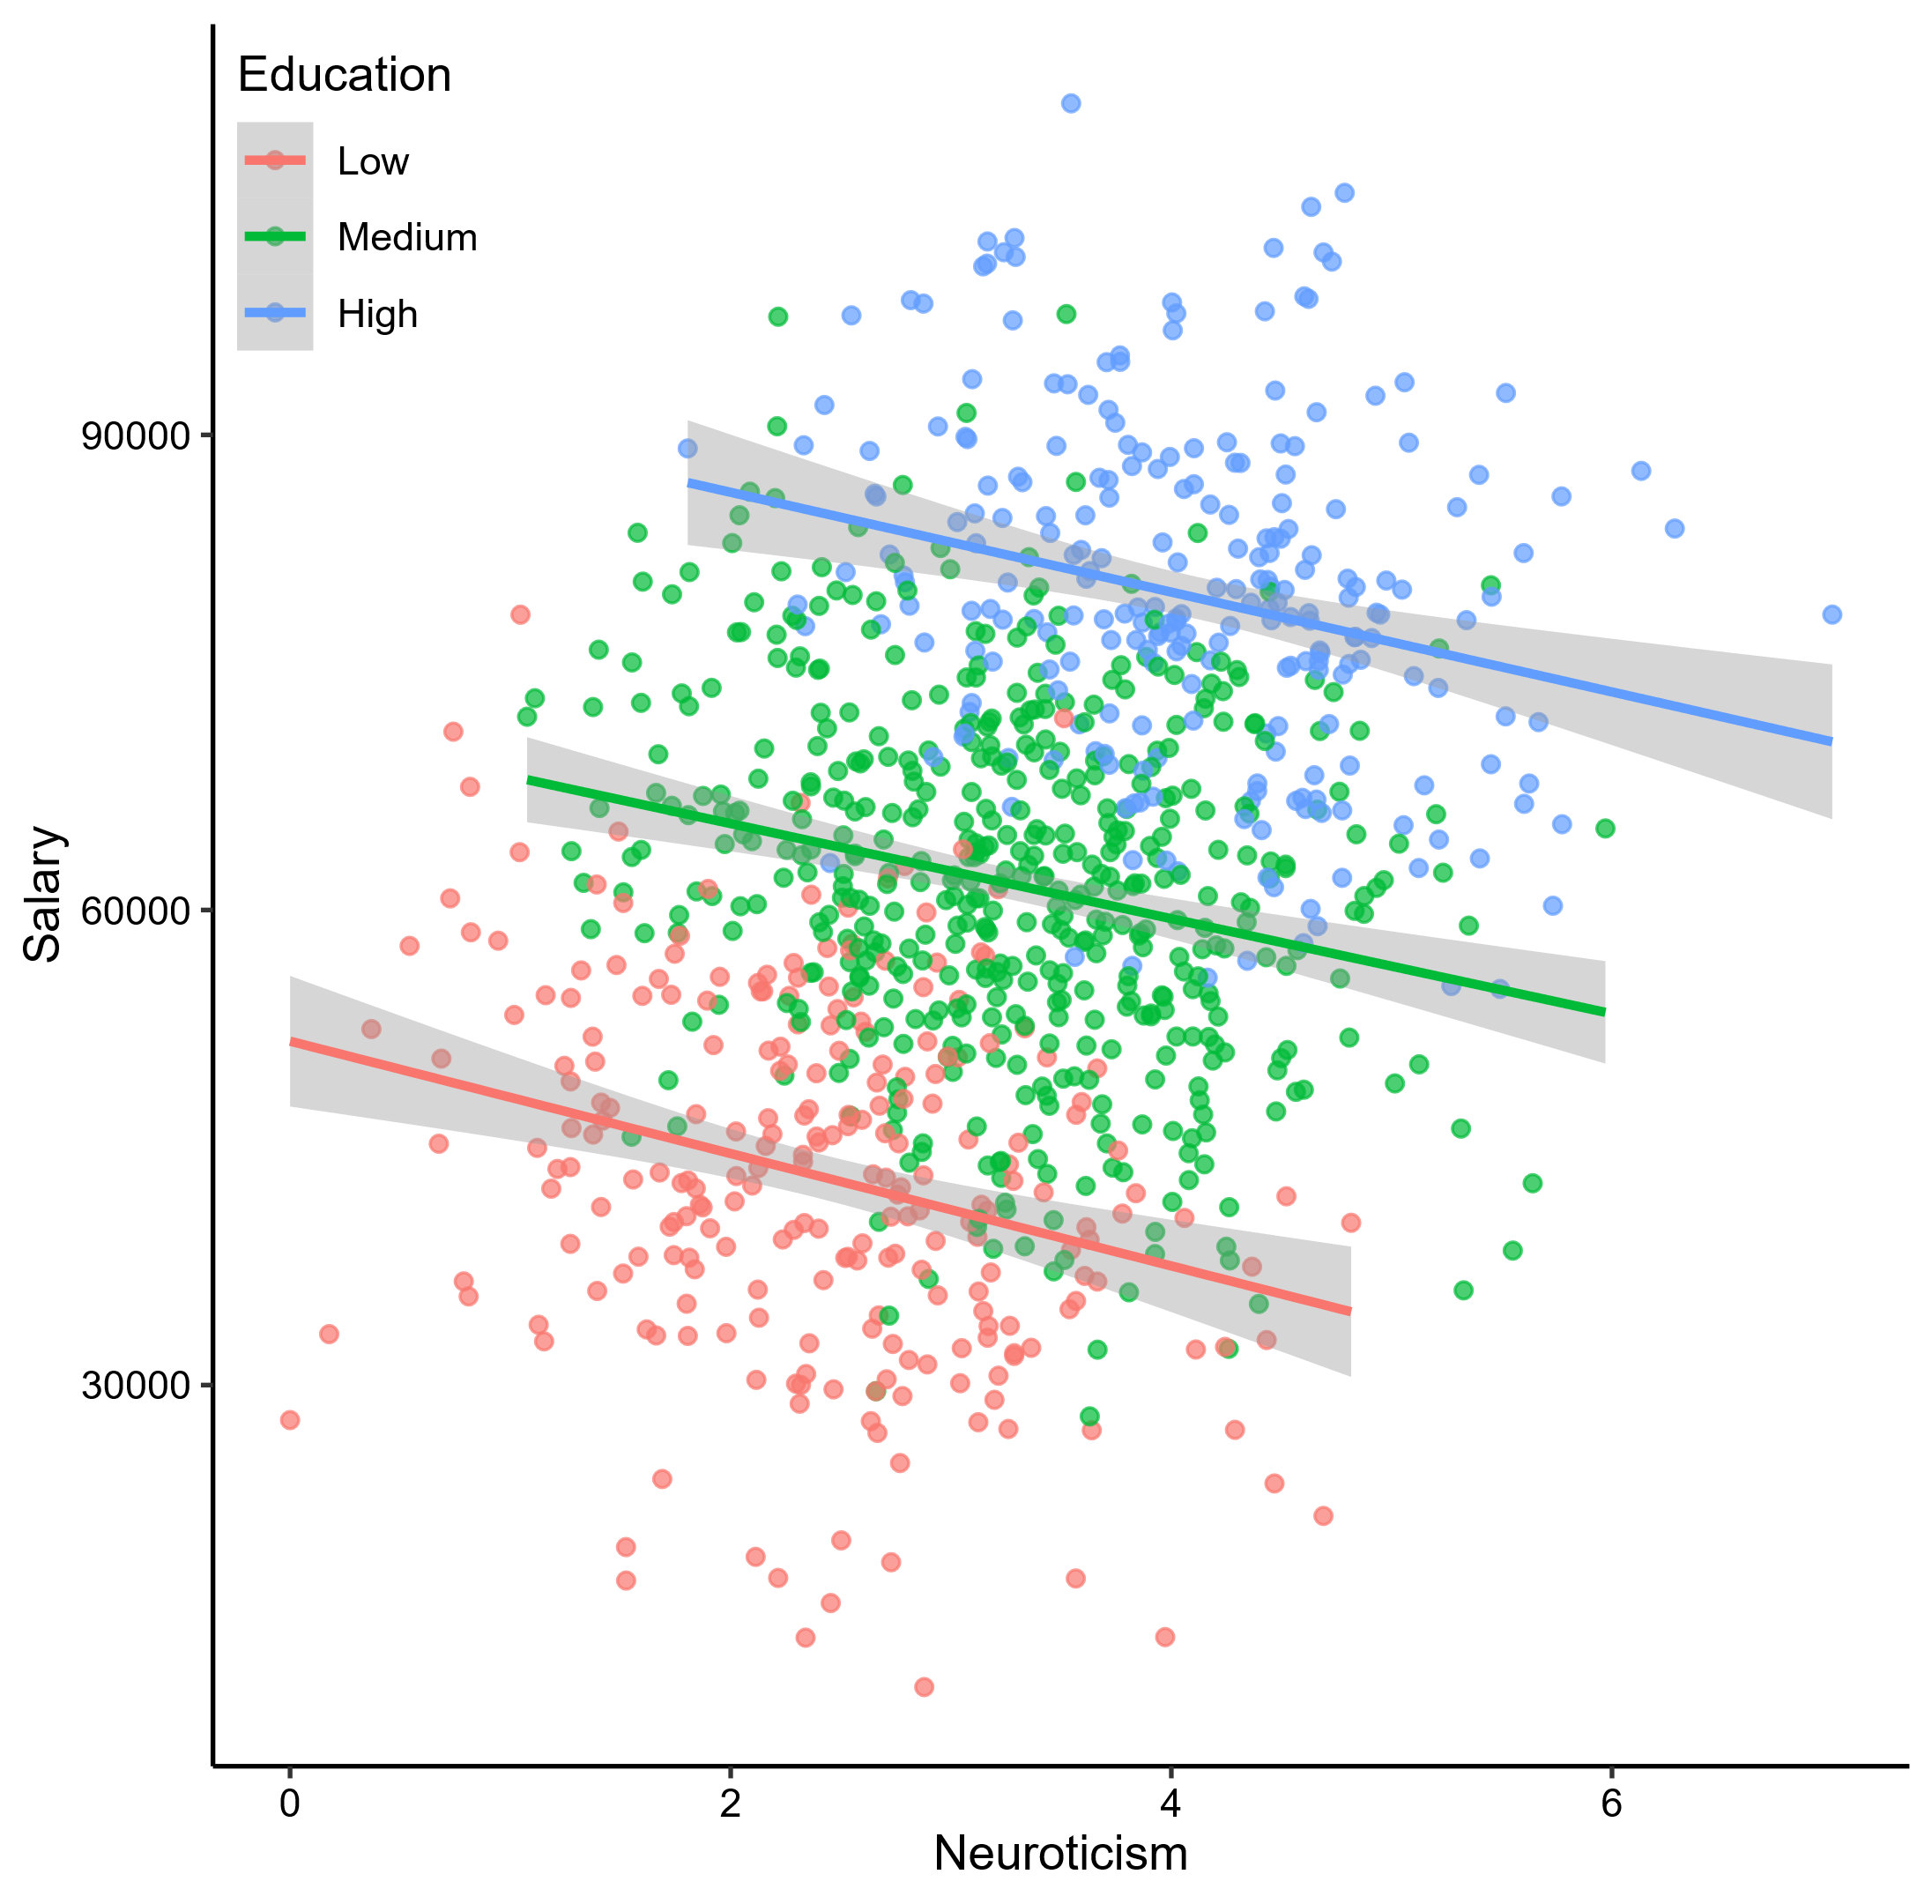 Education
Low
Medium
High
90000
60000
30000
Salary
0 2 4 6
Neuroticism